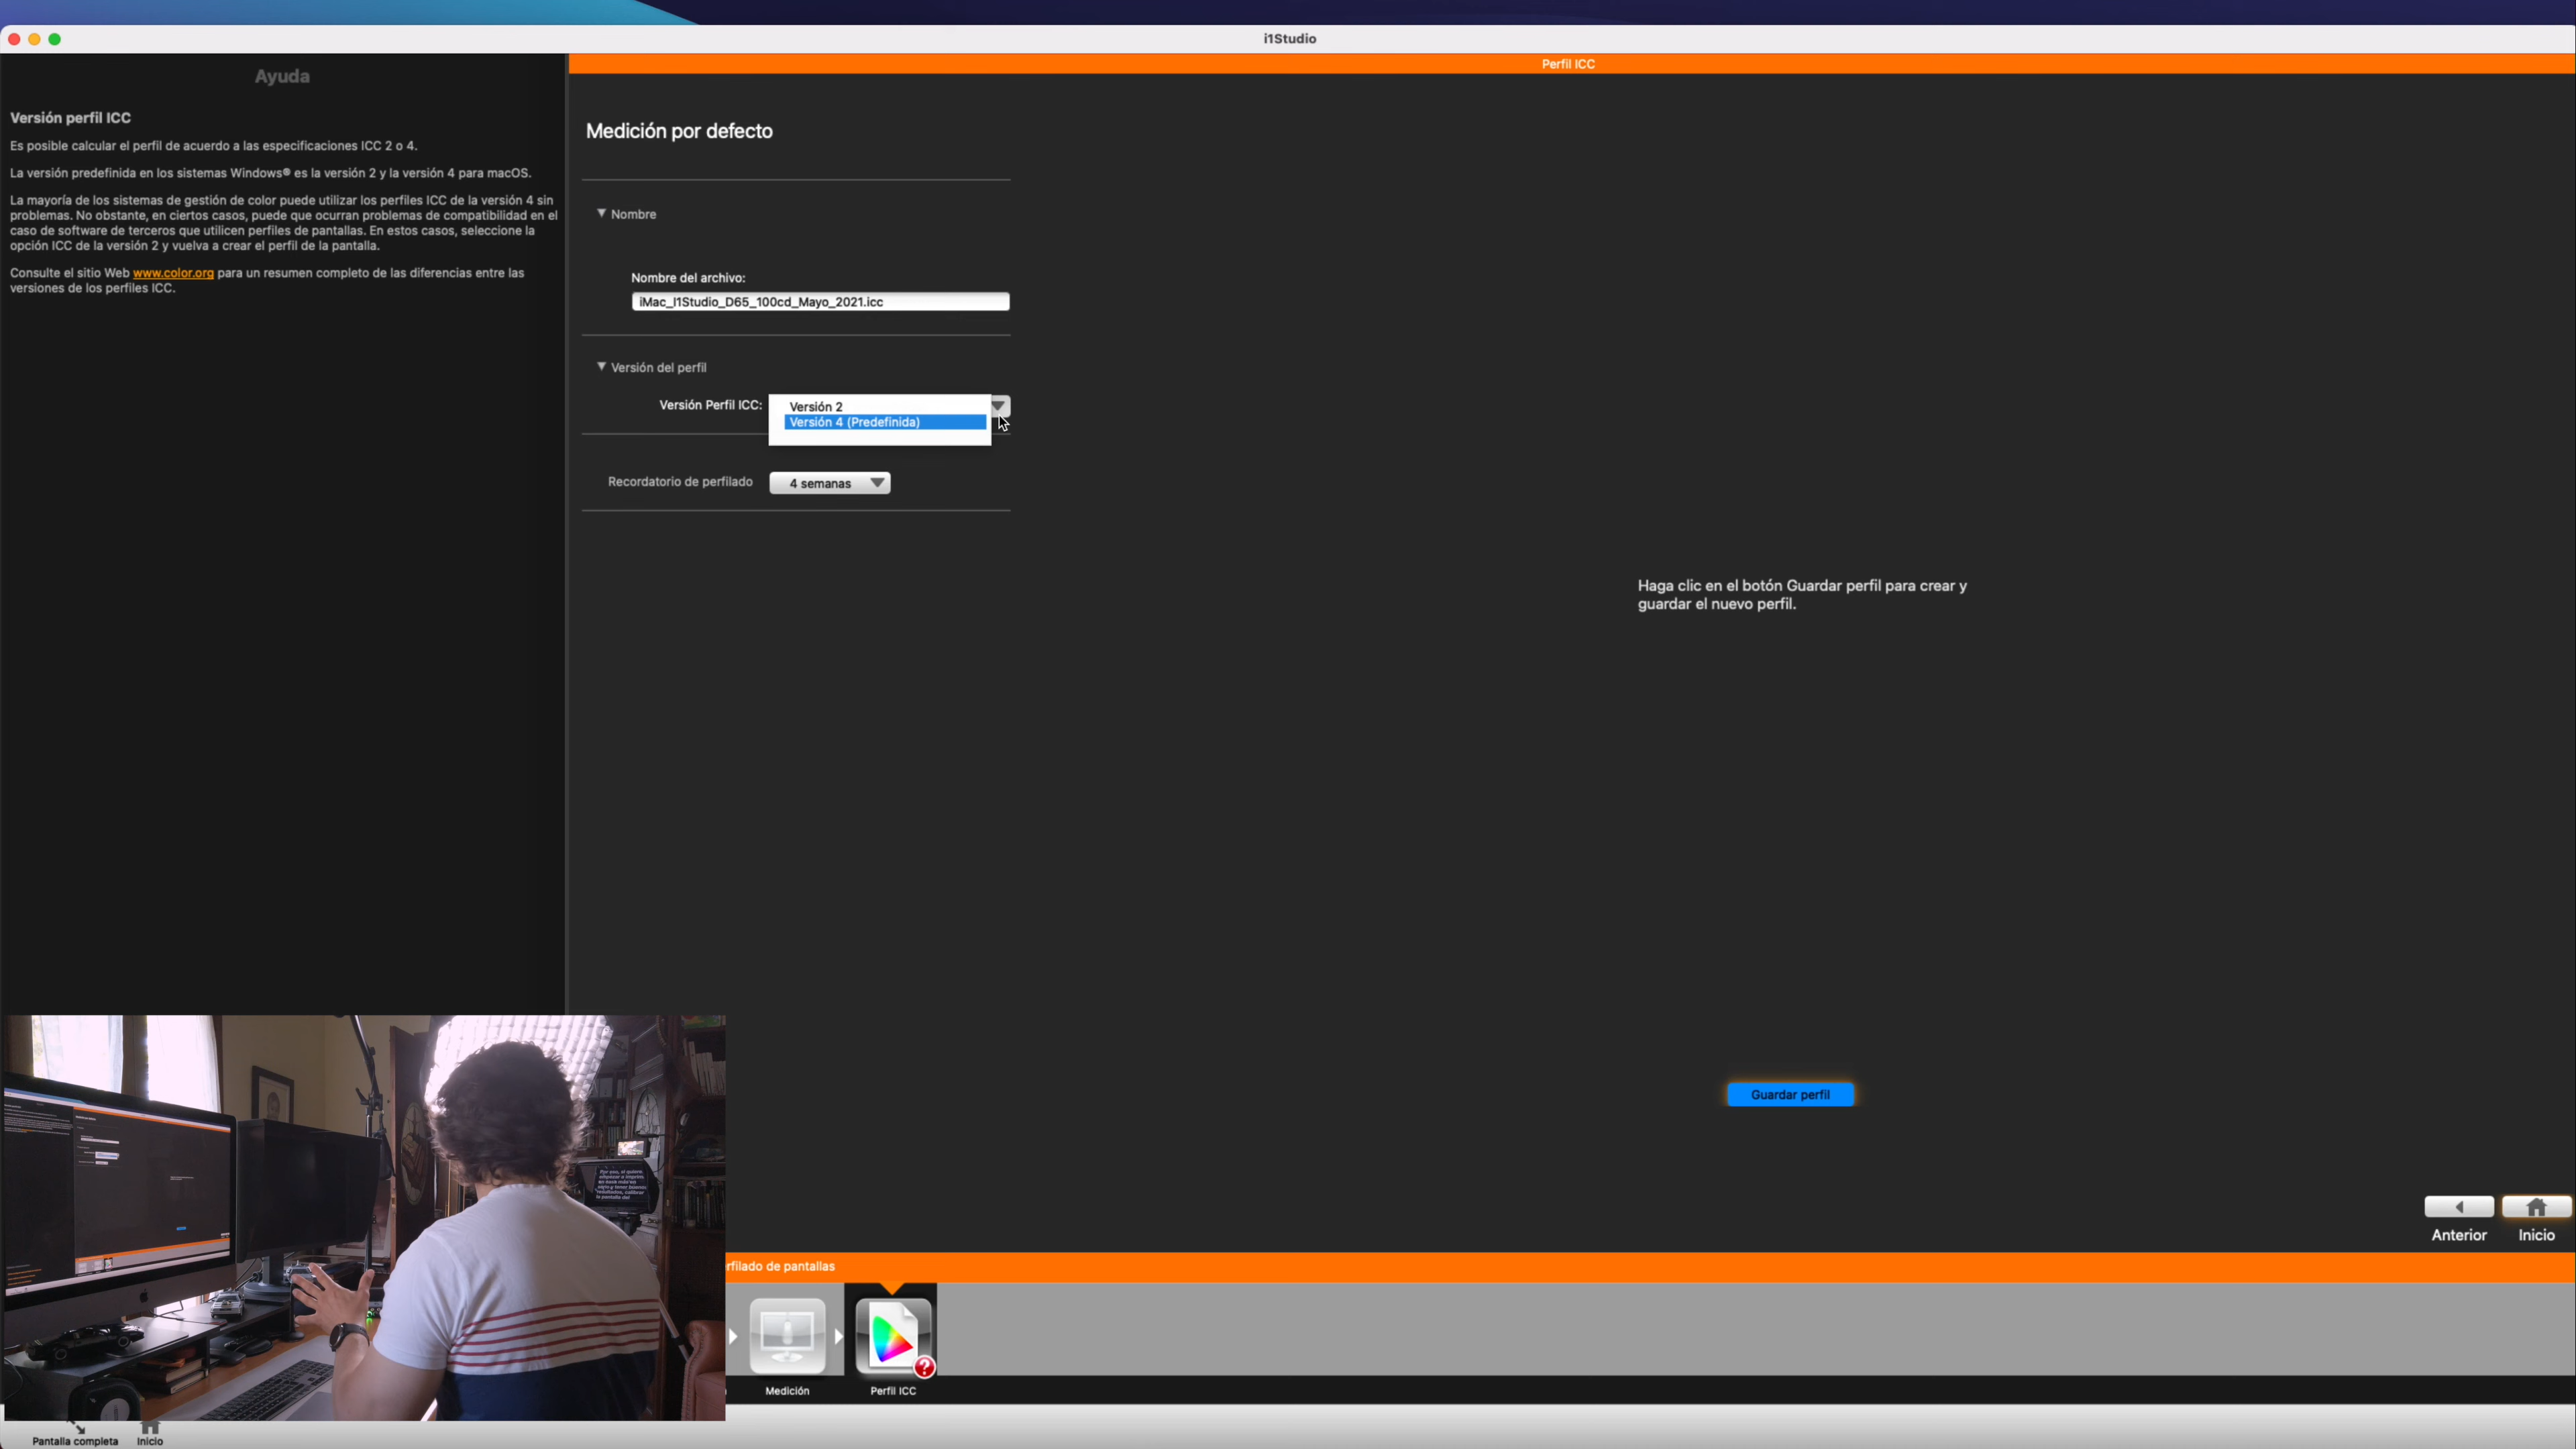 i1Studio
Ayuda
Versión perfil ICC
Es posible calcular el perfil de acuerdo a las especificaciones ICC 2 o 4.
La versión predefinida en los sistemas Windows® es la versión 2 y la versión 4 para macOS.
La mayoría de los sistemas de gestión de color puede utilizar los perfiles ICC de la versión 4 sin
problemas. No obstante, en ciertos casos, puede que ocurran problemas de compatibilidad en el
caso de software de terceros que utilicen perfiles de pantallas. En estos casos, seleccione la
opción ICC de la versión 2 y vuelva a crear el perfil de la pantalla.
Consulte el sitio Web www.color.org para un resumen completo de las diferencias entre las
versiones de los perfiles ICC.
Perfil ICC
Medición por defecto
Nombre
Nombre del archivo:
iMac_I1Studio_D65_100cd_Mayo_2021.icc
Versión del perfil
Versión Perfil ICC:
Versión 2
Versión 4 (Predefinida)
Recordatorio de perfilado
4 semanas
Haga clic en el botón Guardar perfil para crear y
guardar el nuevo perfil.
Guardar perfil
Anterior
Inicio
rfilado de pantallas
Medición
Perfil ICC
Pantalla completa
Inicio